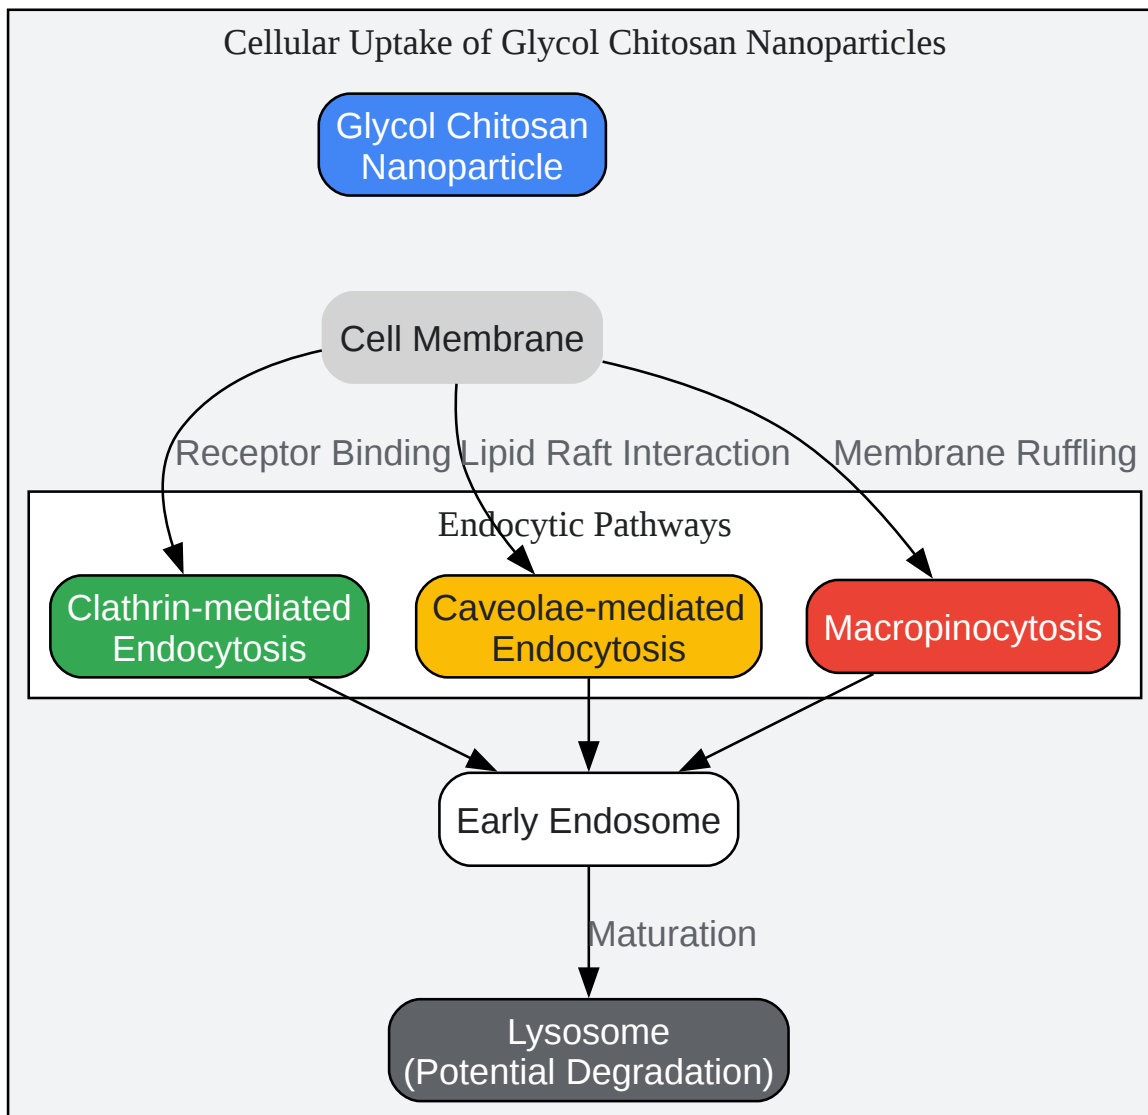 Cellular Uptake of Glycol Chitosan Nanoparticles
Glycol Chitosan
Nanoparticle
Cell Membrane
Receptor Binding
Lipid Raft Interaction
Membrane Ruffling
Endocytic Pathways
Clathrin-mediated
Endocytosis
Caveolae-mediated
Endocytosis
Macropinocytosis
Early Endosome
Maturation
Lysosome
(Potential Degradation)